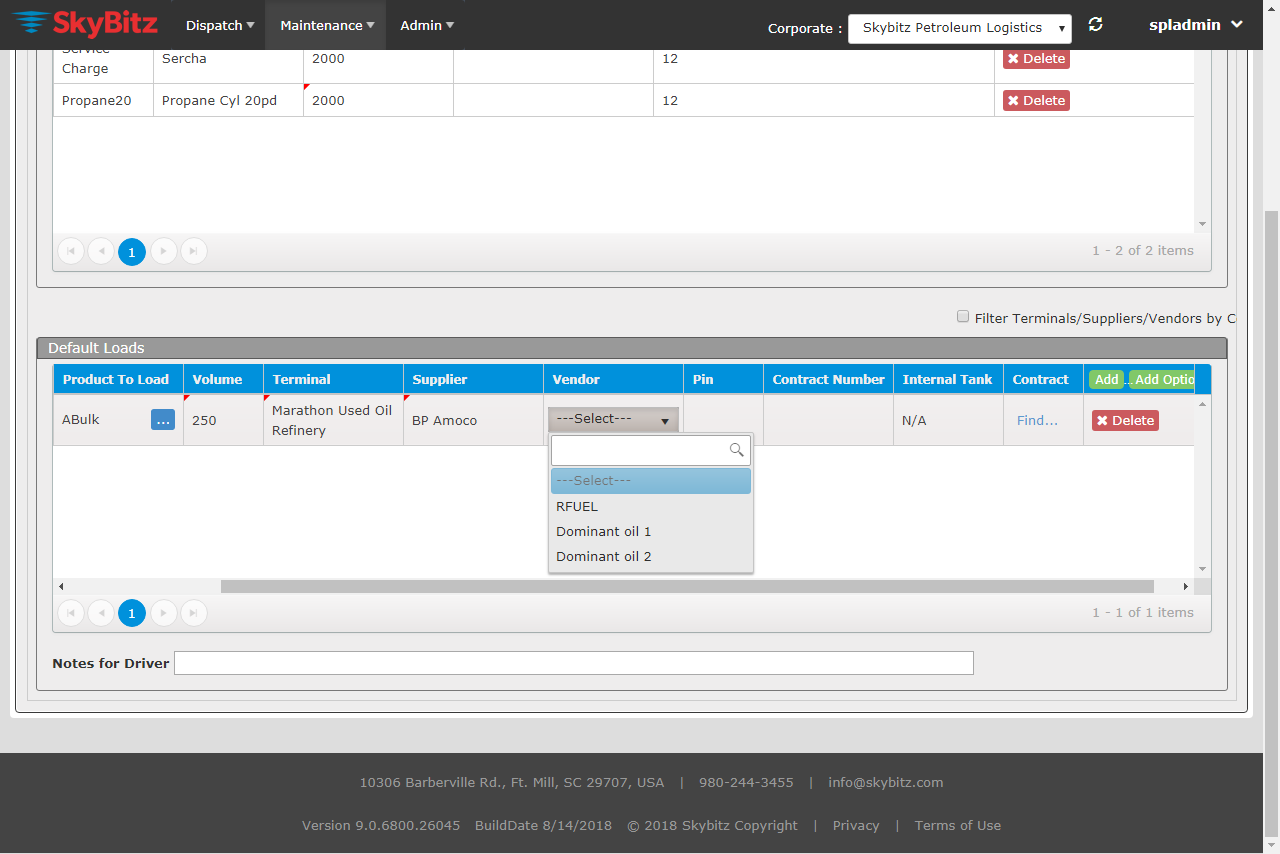 SkyBitz Dispatch Maintenance Admin Corporate : Skybitz Petroleum Logistics spladmin
Service
Charge Sercha 2000 12 Delete
Propane20 Propane Cyl 20pd 2000 12 Delete
1 1 - 2 of 2 items
Filter Terminals/Suppliers/Vendors by C
Default Loads
Product To Load Volume Terminal Supplier Vendor Pin Contract Number Internal Tank Contract Add ... Add Optio
ABulk ... 250 Marathon Used Oil
Refinery BP Amoco ---Select--- N/A Find... Delete
---Select---
RFUEL
Dominant oil 1
Dominant oil 2
1 1 - 1 of 1 items
Notes for Driver
10306 Barberville Rd., Ft. Mill, SC 29707, USA | 980-244-3455 | info@skybitz.com
Version 9.0.6800.26045 BuildDate 8/14/2018 © 2018 Skybitz Copyright | Privacy | Terms of Use